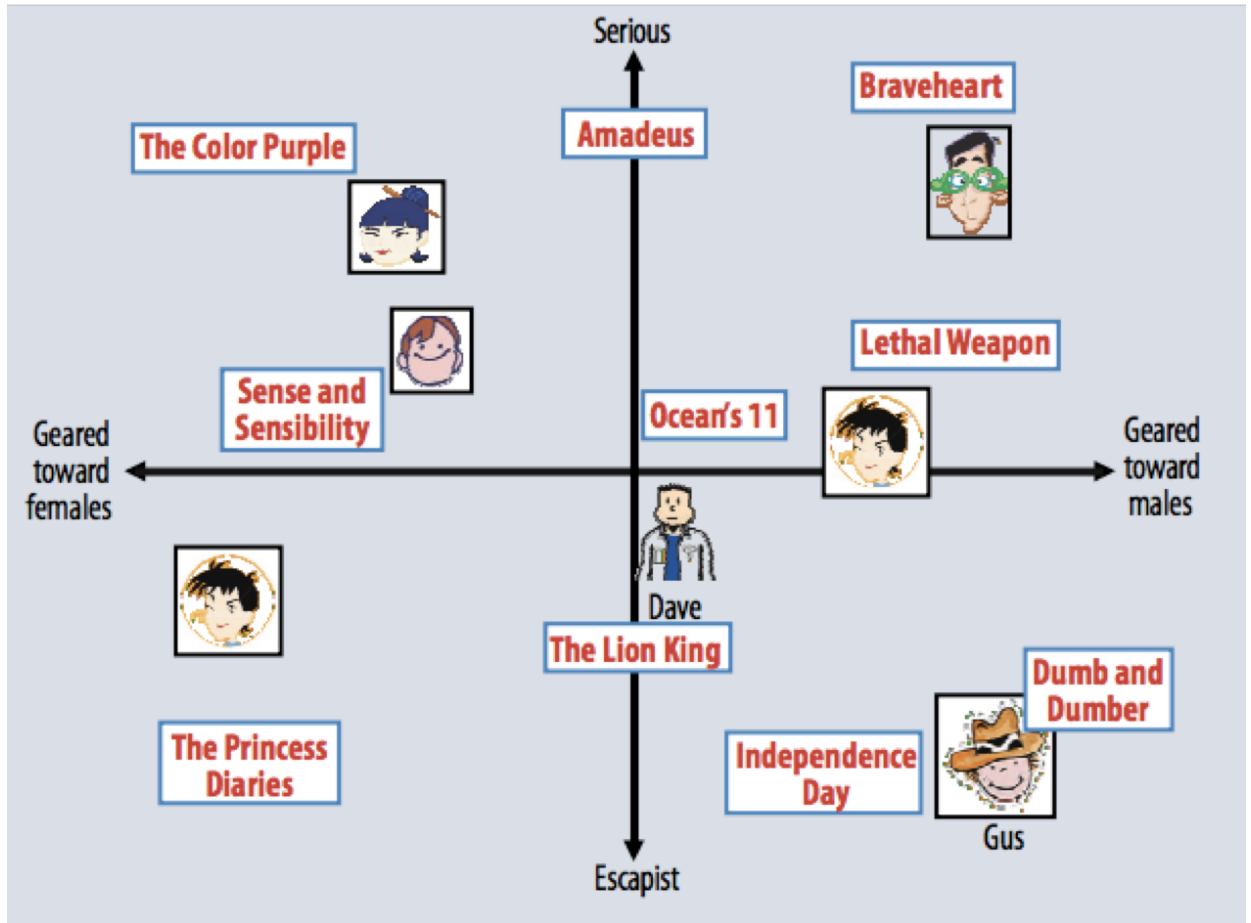 Serious
Braveheart
Amadeus
The Color Purple
Lethal Weapon
Sense and
Sensibility
Ocean's 11
Geared
toward
females
Geared
toward
males
Dave
The Lion King
Dumb and
Dumber
The Princess
Diaries
Independence
Day
Gus
Escapist